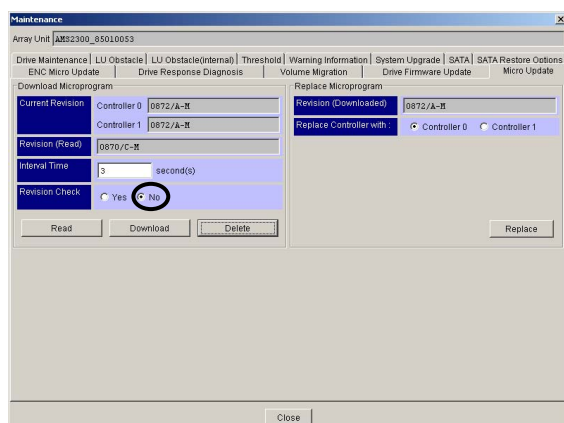 Maintenance
Array Unit AMS2300_85010053
Drive Maintenance LU Obstacle LU Obstacle(internal) Threshold Warning Information System Upgrade SATA SATA Restore Options
ENC Micro Update Drive Response Diagnosis Volume Migration Drive Firmware Update Micro Update
Download Microprogram
Current Revision Controller 0 0872/A-M
Controller 1 0872/A-M
Revision (Read) 0870/C-M
Interval Time 3 second(s)
Revision Check Yes No
Read Download Delete
Replace Microprogram
Revision (Downloaded) 0872/A-M
Replace Controller with : Controller 0 Controller 1
Replace
Close